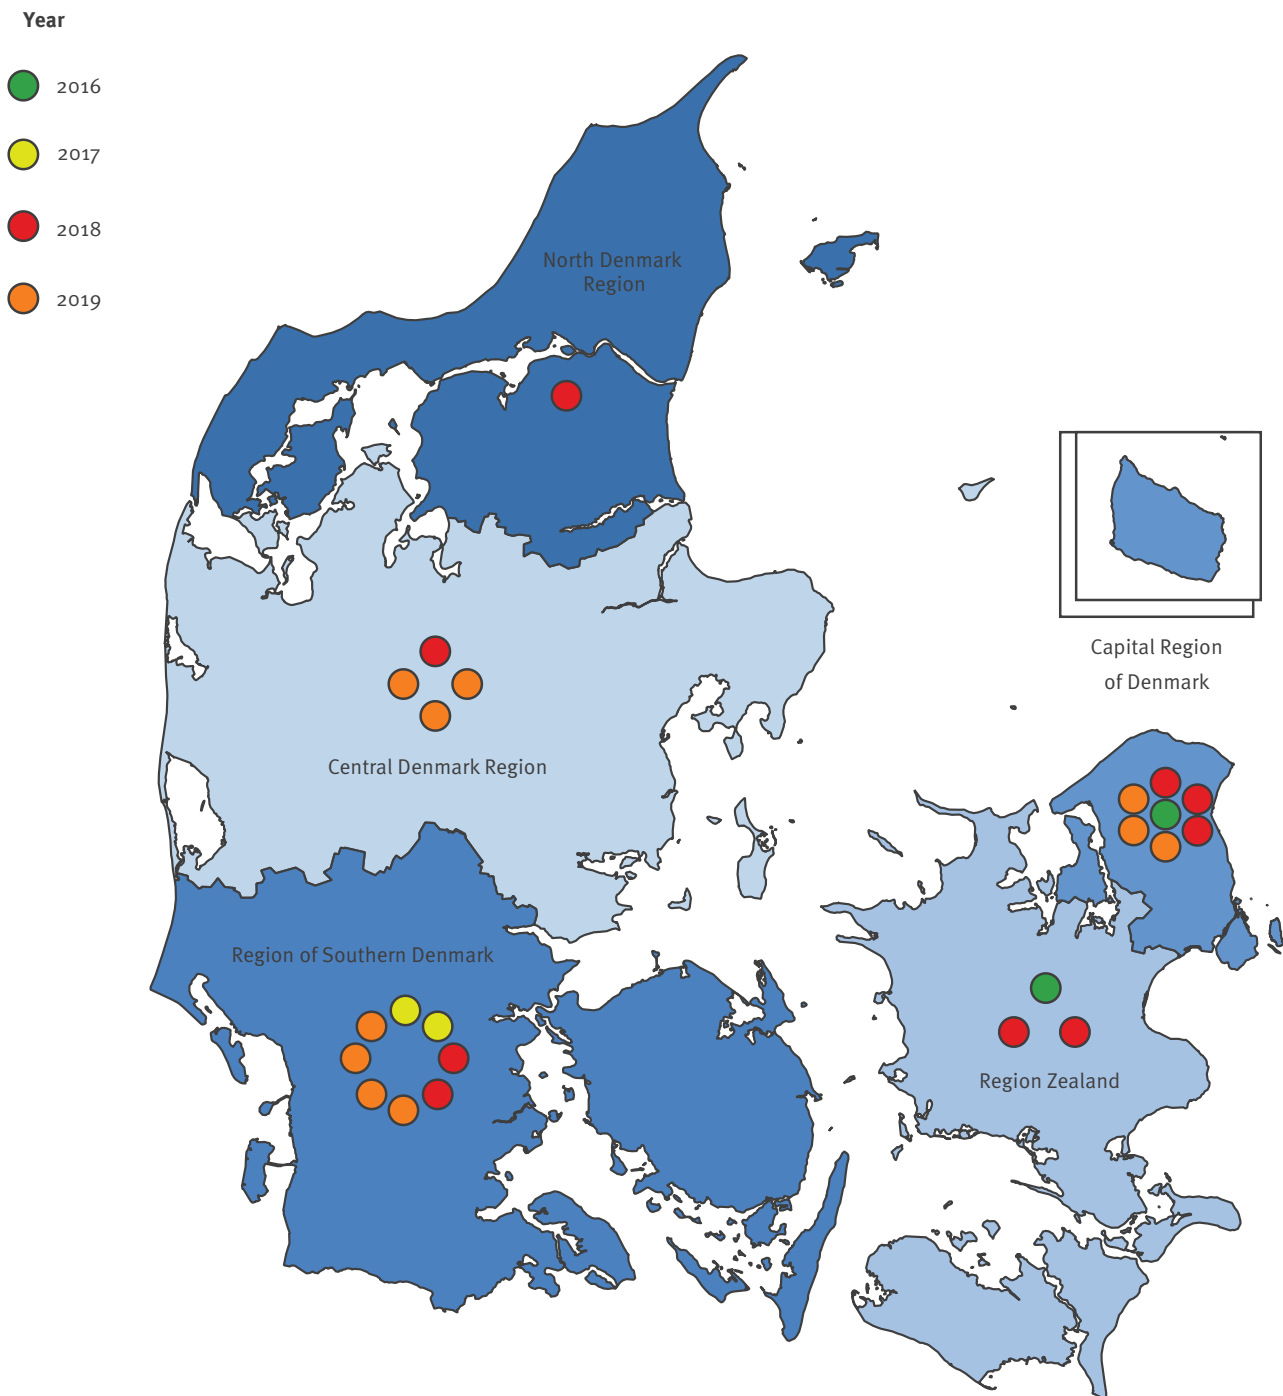 Year
2016
2017
2018
2019
North Denmark
Region
Capital Region
of Denmark
Central Denmark Region
Region of Southern Denmark
Region Zealand